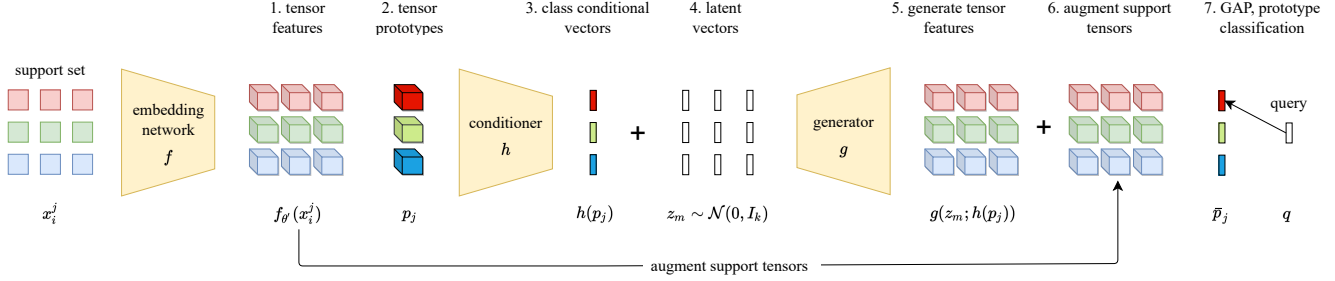 1. tensor
features
2. tensor
prototypes
3. class conditional
vectors
4. latent
vectors
5. generate tensor
features
6. augment support
tensors
7. GAP, prototype
classification
support set
embedding
network
f
conditioner
h
+
generator
g
+
query
x_i^j
f_{θ'}(x_i^j)
p_j
h(p_j)
z_m ∼ N(0, I_k)
g(z_m; h(p_j))
p̄_j
q
augment support tensors